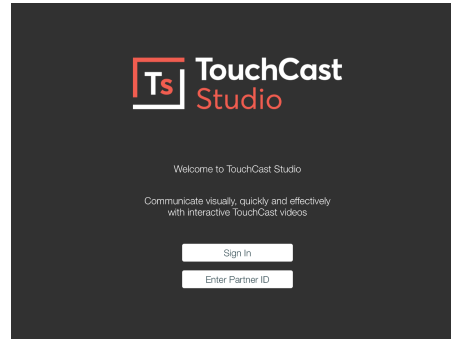 Ts
TouchCast
Studio
Welcome to TouchCast Studio
Communicate visually, quickly and effectively
with interactive TouchCast videos
Sign In
Enter Partner ID